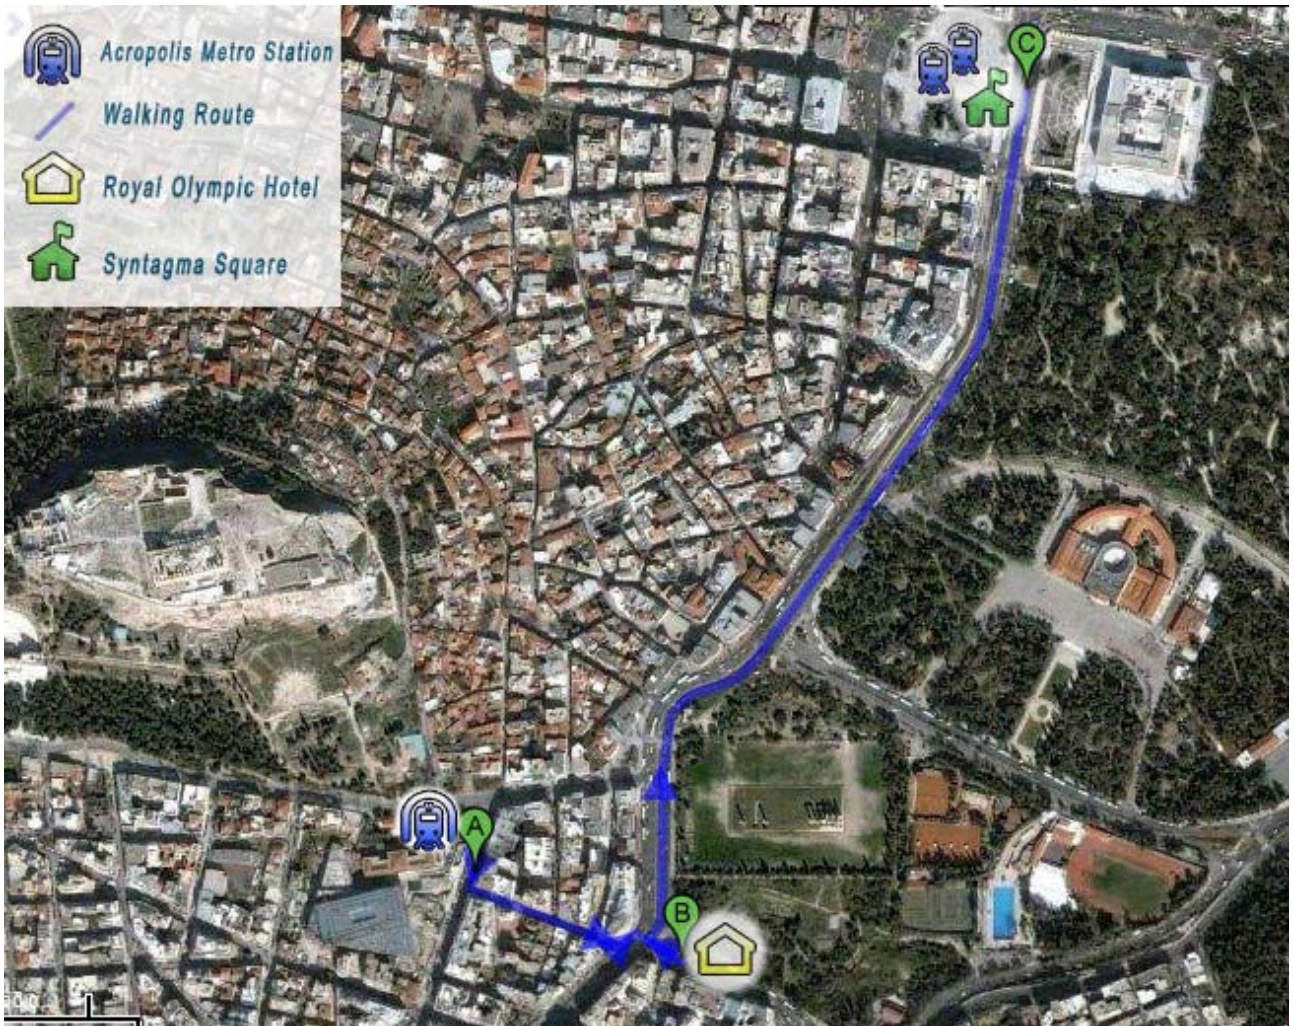 Acropolis Metro Station
Walking Route
Royal Olympic Hotel
Syntagma Square
C
A
B